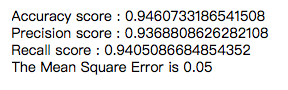 Accuracy score : 0.9460733186541508
Precision score : 0.9368808626282108
Recall score : 0.9405086684854352
The Mean Square Error is 0.05